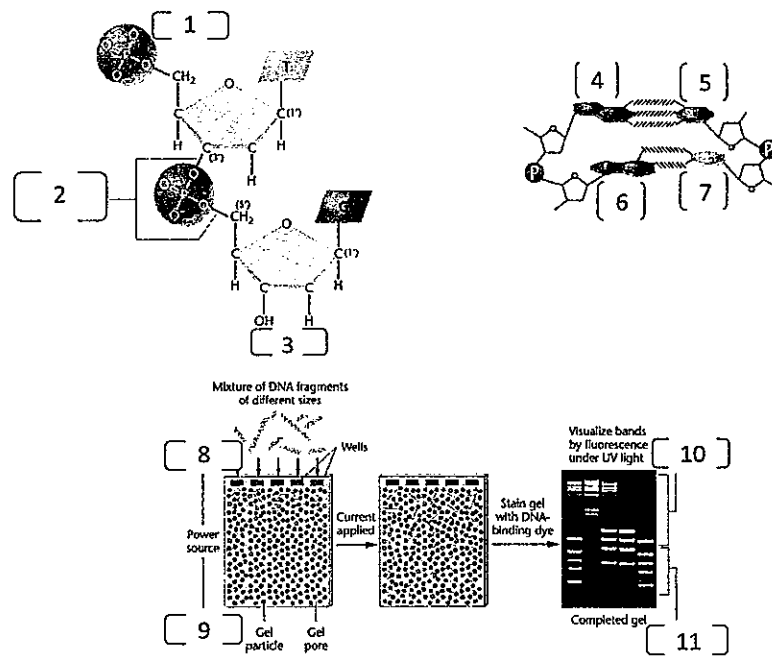 1
O
O
P
O
O
CH₂
O
T
C
C(1')
H
H
C
(3')
C
H
2
O
O
P
O
(5')
CH₂
O
G
C
C(1')
H
H
C
C
OH
H
3
4
5
P
P
6
7
Mixture of DNA fragments
of different sizes
Wells
8
Power
source
9
Gel
particle
Gel
pore
Current
applied
Stain gel
with DNA-
binding dye
Visualize bands
by fluorescence
under UV light
10
Completed gel
11